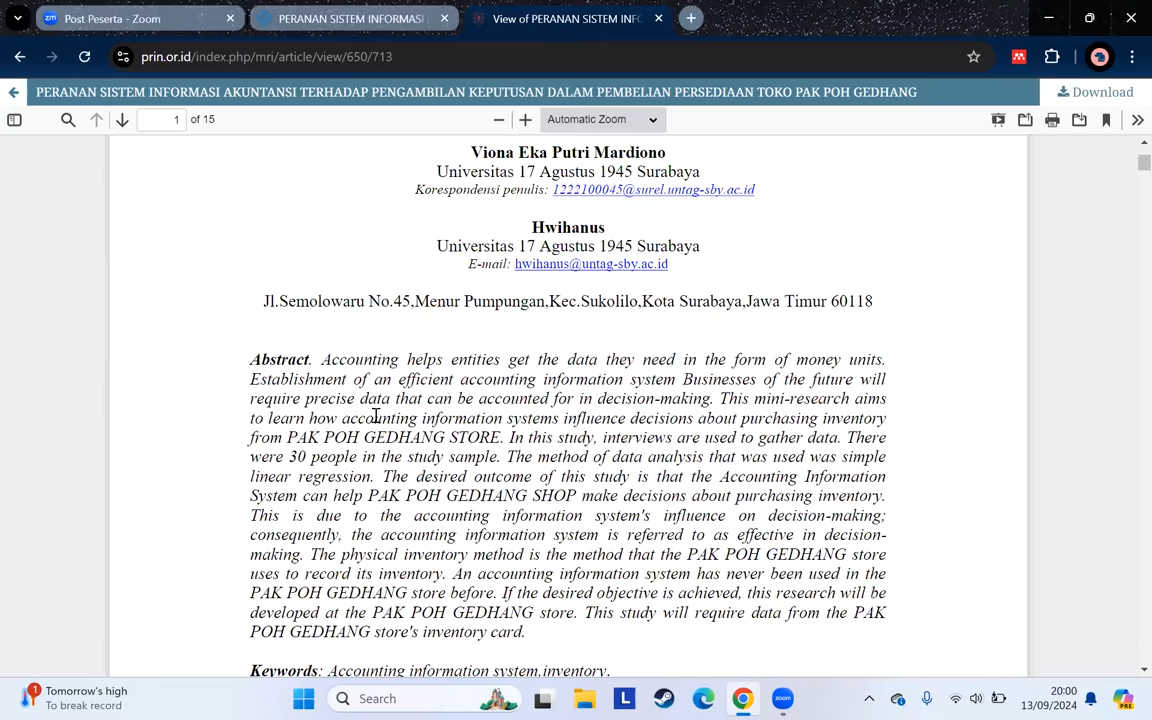 Post Peserta - Zoom
PERANAN SISTEM INFORMASI
View of PERANAN SISTEM INFO
prin.or.id/index.php/mri/article/view/650/713
PERANAN SISTEM INFORMASI AKUNTANSI TERHADAP PENGAMBILAN KEPUTUSAN DALAM PEMBELIAN PERSEDIAAN TOKO PAK POH GEDHANG
Download
1 of 15
Automatic Zoom
Viona Eka Putri Mardiono
Universitas 17 Agustus 1945 Surabaya
Korespondensi penulis: 1222100045@surel.untag-sby.ac.id
Hwihanus
Universitas 17 Agustus 1945 Surabaya
E-mail: hwihanus@untag-sby.ac.id
Jl.Semolowaru No.45,Menur Pumpungan,Kec.Sukolilo,Kota Surabaya,Jawa Timur 60118
Abstract. Accounting helps entities get the data they need in the form of money units.
Establishment of an efficient accounting information system Businesses of the future will
require precise data that can be accounted for in decision-making. This mini-research aims
to learn how accounting information systems influence decisions about purchasing inventory
from PAK POH GEDHANG STORE. In this study, interviews are used to gather data. There
were 30 people in the study sample. The method of data analysis that was used was simple
linear regression. The desired outcome of this study is that the Accounting Information
System can help PAK POH GEDHANG SHOP make decisions about purchasing inventory.
This is due to the accounting information system's influence on decision-making;
consequently, the accounting information system is referred to as effective in decision-
making. The physical inventory method is the method that the PAK POH GEDHANG store
uses to record its inventory. An accounting information system has never been used in the
PAK POH GEDHANG store before. If the desired objective is achieved, this research will be
developed at the PAK POH GEDHANG store. This study will require data from the PAK
POH GEDHANG store's inventory card.
Keywords: Accounting information system,inventory.
1
Tomorrow's high
To break record
Search
L
zoom
20:00
13/09/2024
PRE